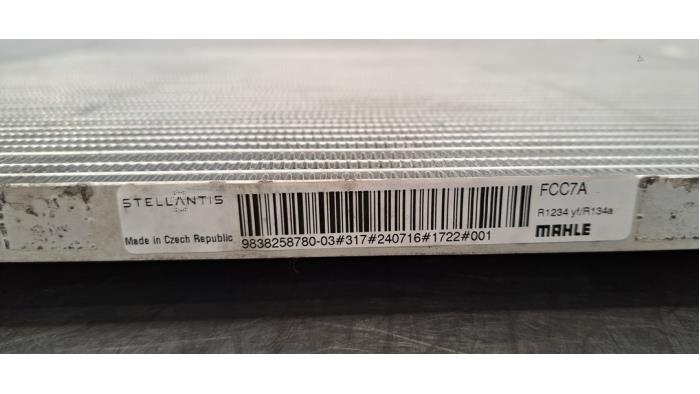 STELLANTIS
Made in Czech Republic
9838258780-03#317#240716#1722#001
FCC7A
R1234 yf/R134a
MAHLE